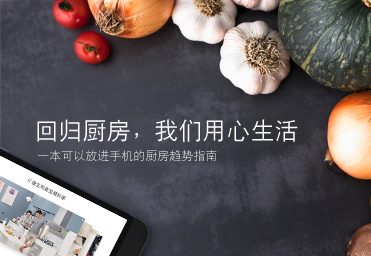 回归厨房，我们用心生活
一本可以放进手机的厨房趋势指南